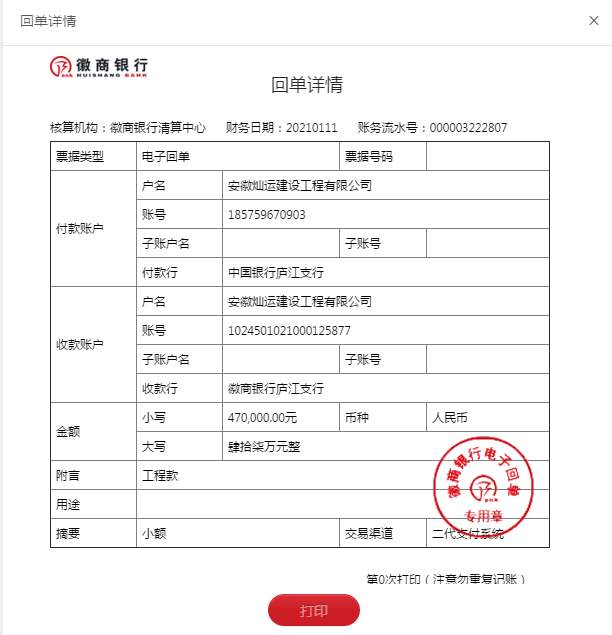 回单详情
×
徽商银行
HUISHANG BANK
回单详情
核算机构：徽商银行清算中心 财务日期：20210111 账务流水号：000003222807
票据类型 电子回单 票据号码
付款账户
户名 安徽灿运建设工程有限公司
账号 185759670903
子账户名 子账号
付款行 中国银行庐江支行
收款账户
户名 安徽灿运建设工程有限公司
账号 1024501021000125877
子账户名 子账号
收款行 徽商银行庐江支行
金额
小写 470,000.00元 币种 人民币
大写 肆拾柒万元整
附言 工程款
用途
摘要 小额 交易渠道 二代支付系统
徽商银行电子回单
专用章
第0次打印（注意勿重复记账）
打印